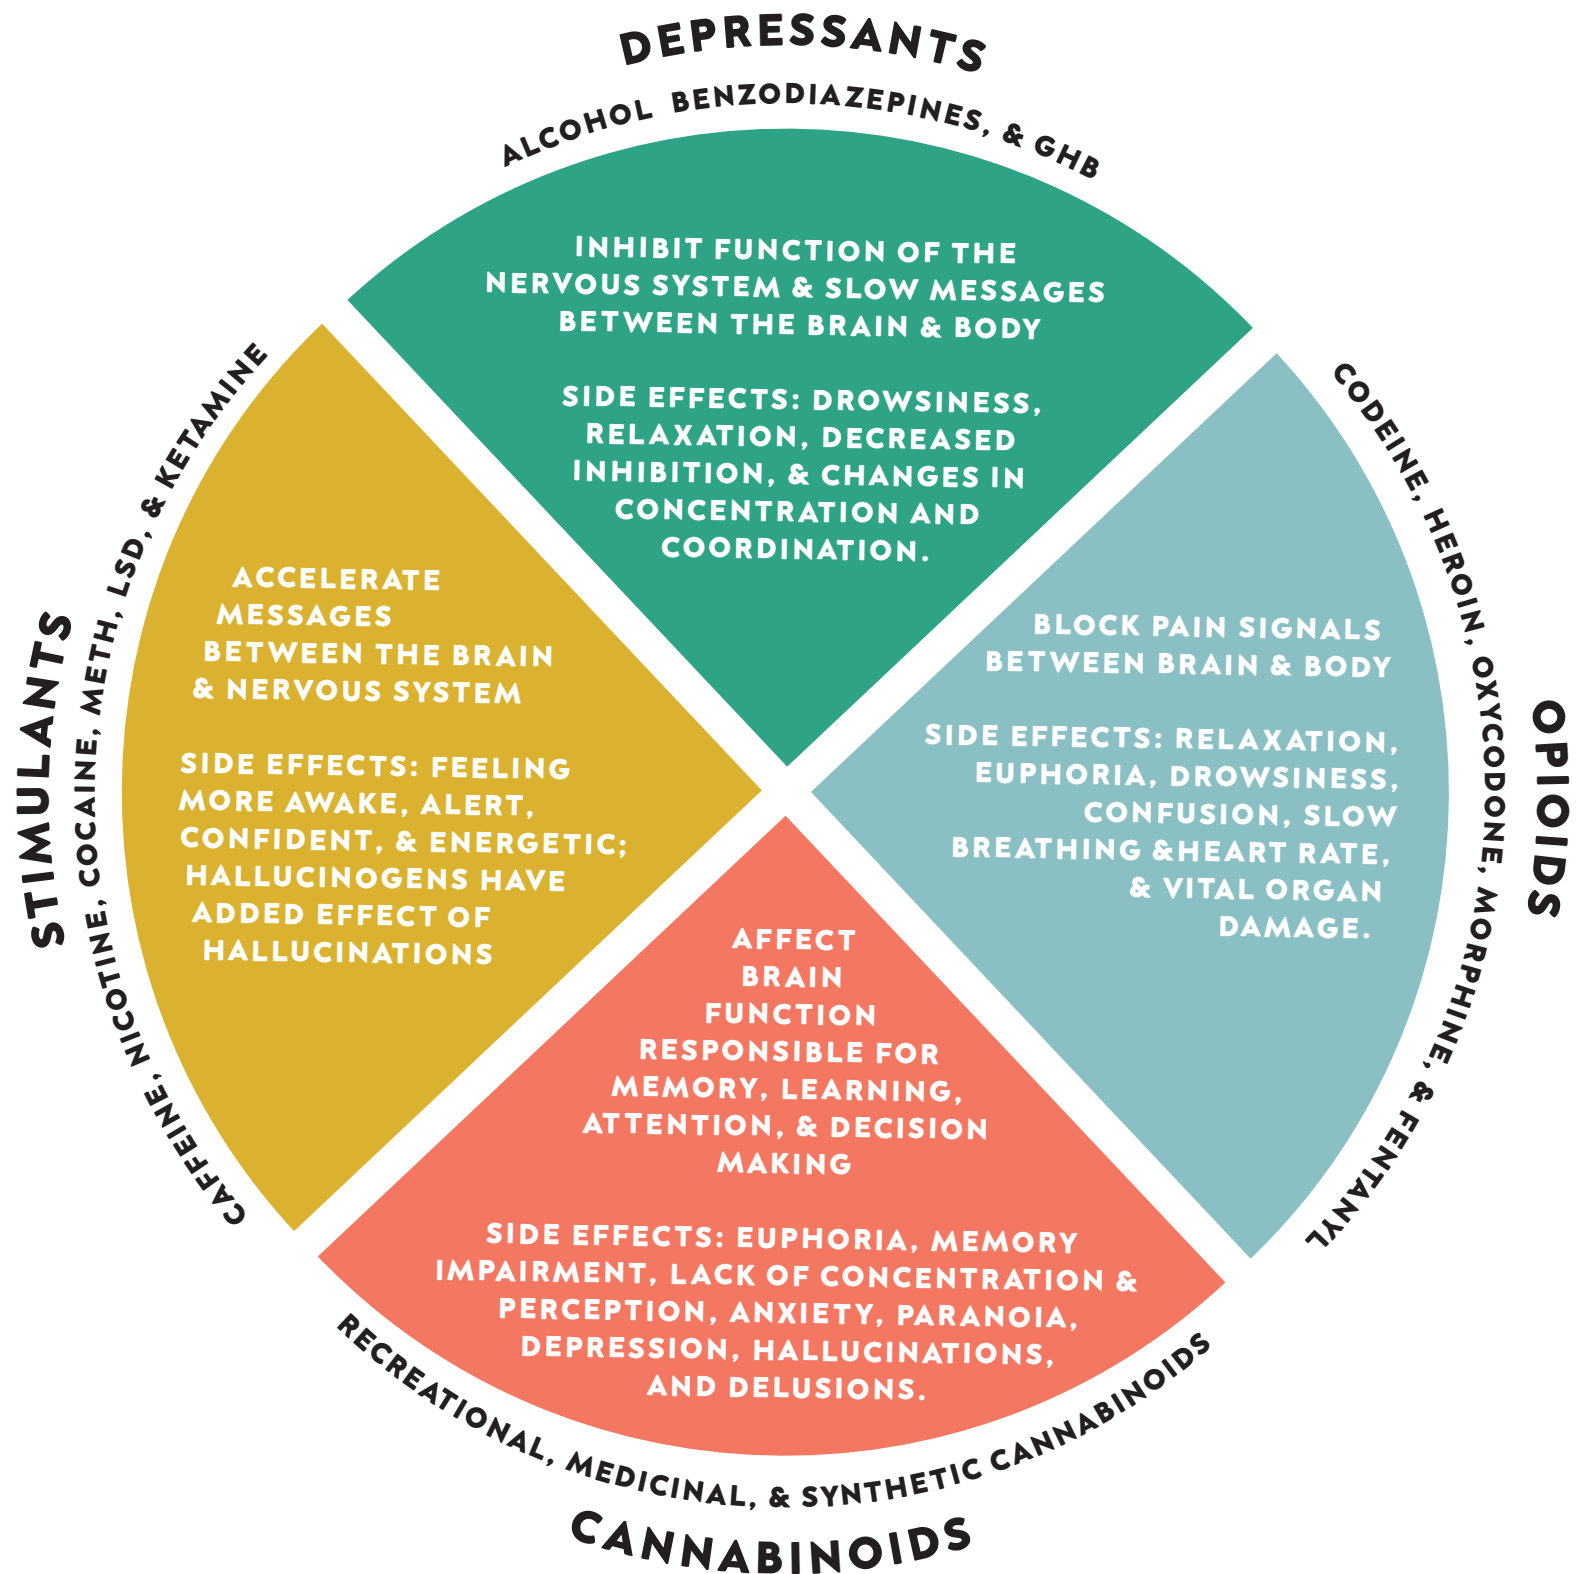 DEPRESSANTS
ALCOHOL BENZODIAZEPINES, & GHB
INHIBIT FUNCTION OF THE
NERVOUS SYSTEM & SLOW MESSAGES
BETWEEN THE BRAIN & BODY
SIDE EFFECTS: DROWSINESS,
RELAXATION, DECREASED
INHIBITION, & CHANGES IN
CONCENTRATION AND
COORDINATION.
OPIOIDS
CODEINE, HEROIN, OXYCODONE, MORPHINE, & FENTANYL
BLOCK PAIN SIGNALS
BETWEEN BRAIN & BODY
SIDE EFFECTS: RELAXATION,
EUPHORIA, DROWSINESS,
CONFUSION, SLOW
BREATHING &HEART RATE,
& VITAL ORGAN
DAMAGE.
AFFECT
BRAIN
FUNCTION
RESPONSIBLE FOR
MEMORY, LEARNING,
ATTENTION, & DECISION
MAKING
SIDE EFFECTS: EUPHORIA, MEMORY
IMPAIRMENT, LACK OF CONCENTRATION &
PERCEPTION, ANXIETY, PARANOIA,
DEPRESSION, HALLUCINATIONS,
AND DELUSIONS.
RECREATIONAL, MEDICINAL, & SYNTHETIC CANNABINOIDS
CANNABINOIDS
STIMULANTS
CAFFEINE, NICOTINE, COCAINE, METH, LSD, & KETAMINE
ACCELERATE
MESSAGES
BETWEEN THE BRAIN
& NERVOUS SYSTEM
SIDE EFFECTS: FEELING
MORE AWAKE, ALERT,
CONFIDENT, & ENERGETIC;
HALLUCINOGENS HAVE
ADDED EFFECT OF
HALLUCINATIONS